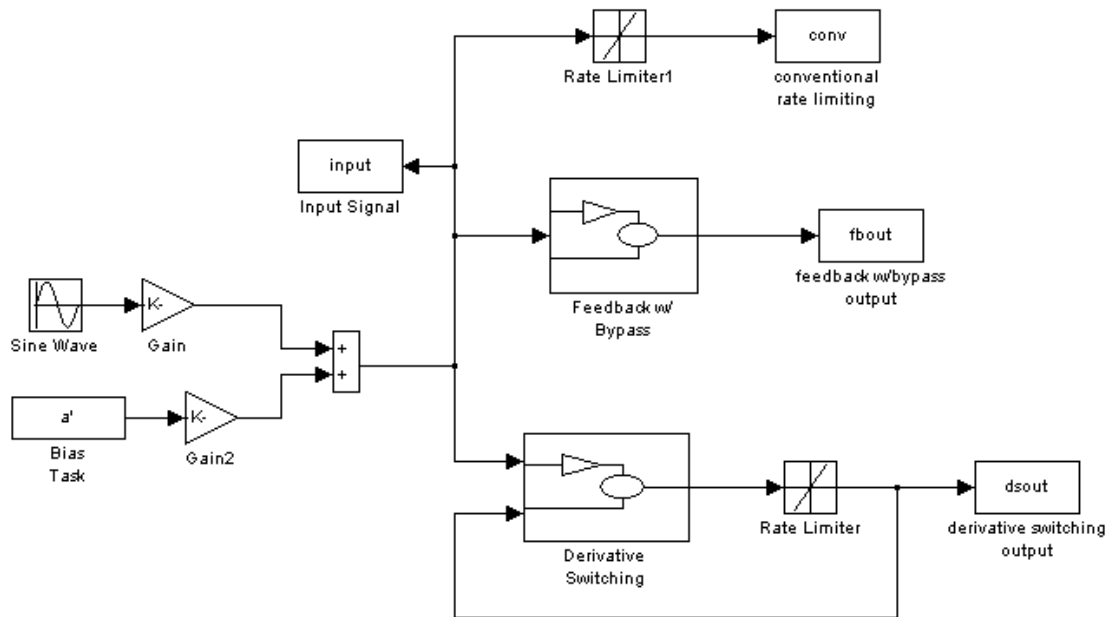 conv
Rate Limiter1
conventional
rate limiting
input
Input Signal
fbout
feedback w/bypass
output
Feedback w/
Bypass
K-
Sine Wave
Gain
+
+
a'
K-
Bias
Task
Gain2
dsout
Rate Limiter
derivative switching
output
Derivative
Switching